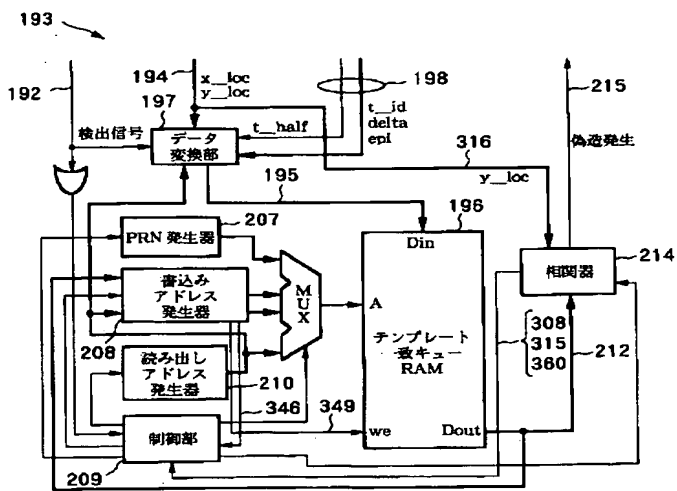 193
192
194
x_loc
y_loc
197
198
215
検出信号
データ
変換部
t_half
t_id
delta
epi
偽造発生
316
y_loc
195
PRN 発生器
207
196
Din
相関器
214
書込み
アドレス
発生器
208
MUX
A
テンプレート
一致キュー
RAM
308
315
360
212
読み出し
アドレス
発生器
210
346
349
we
Dout
制御部
209